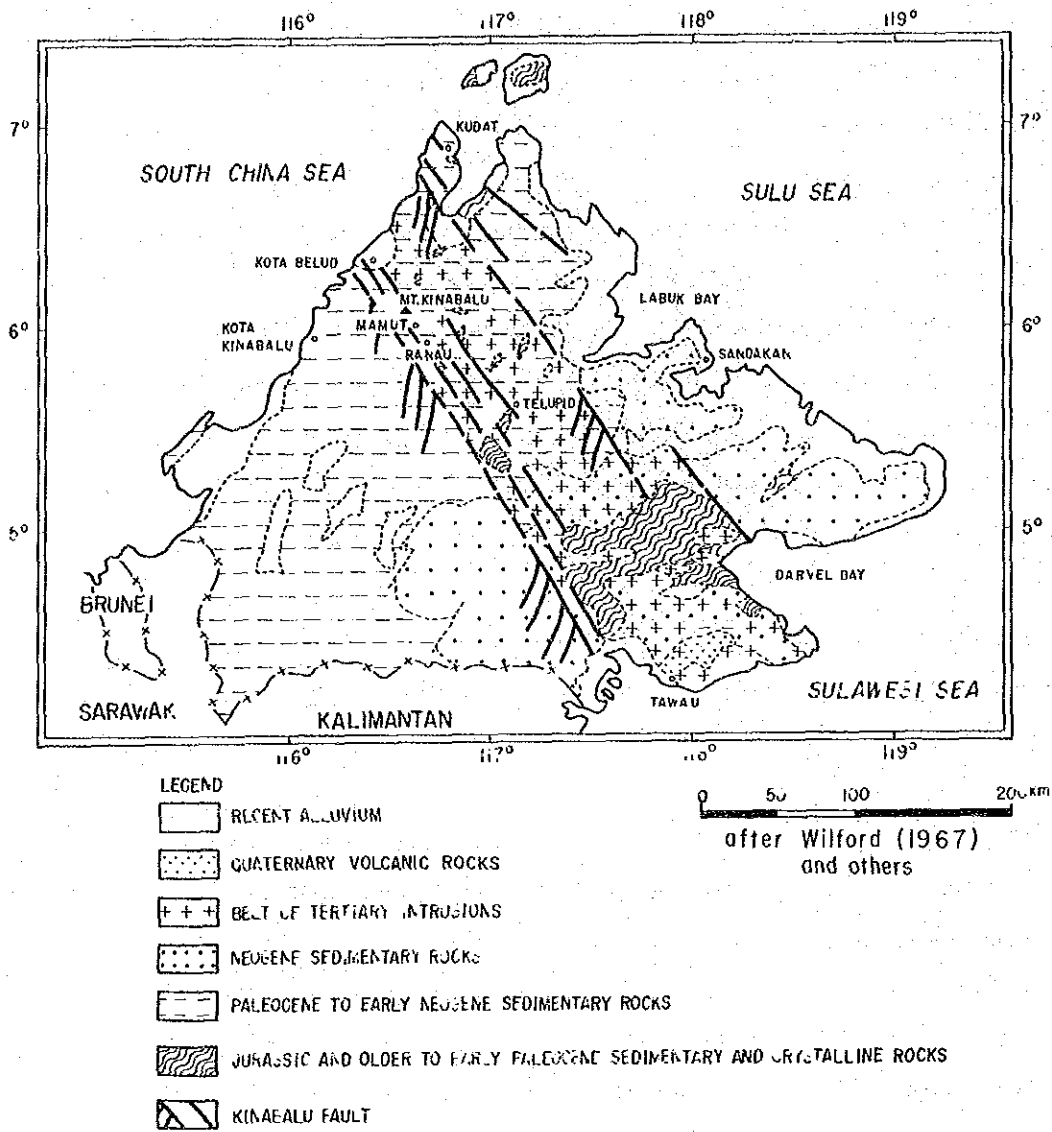 116° 117° 118° 119°
7° 7°
KUDAT
SOUTH CHINA SEA
SULU SEA
KOTA BELUD
LABUK BAY
MT. KINABALU
6° 6°
MAMUT
KOTA
KINABALU
RANAU
SANDAKAN
TELUPID
5° 5°
DARVEL BAY
BRUNEI
TAWAU
SULAWESI SEA
SARAWAK
KALIMANTAN
116° 117° 118° 119°
LEGEND
RECENT ALLUVIUM
QUATERNARY VOLCANIC ROCKS
BELT OF TERTIARY INTRUSIONS
NEOGENE SEDIMENTARY ROCKS
PALEOCENE TO EARLY NEOGENE SEDIMENTARY ROCKS
JURASSIC AND OLDER TO EARLY PALEOCENE SEDIMENTARY AND CRYSTALLINE ROCKS
KINABALU FAULT
0 50 100 200 km
after Wilford (1967)
and others